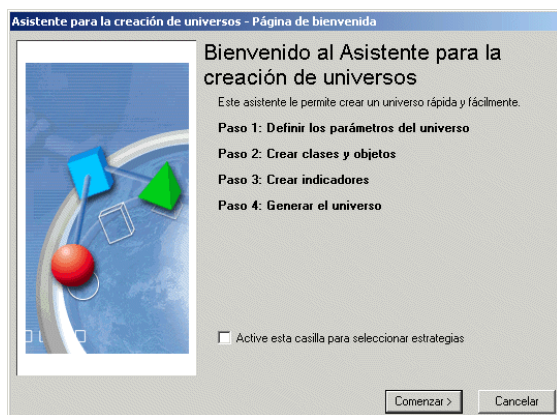 Asistente para la creación de universos - Página de bienvenida
Bienvenido al Asistente para la
creación de universos
Este asistente le permite crear un universo rápida y fácilmente.
Paso 1: Definir los parámetros del universo
Paso 2: Crear clases y objetos
Paso 3: Crear indicadores
Paso 4: Generar el universo
Active esta casilla para seleccionar estrategias
Comenzar >
Cancelar